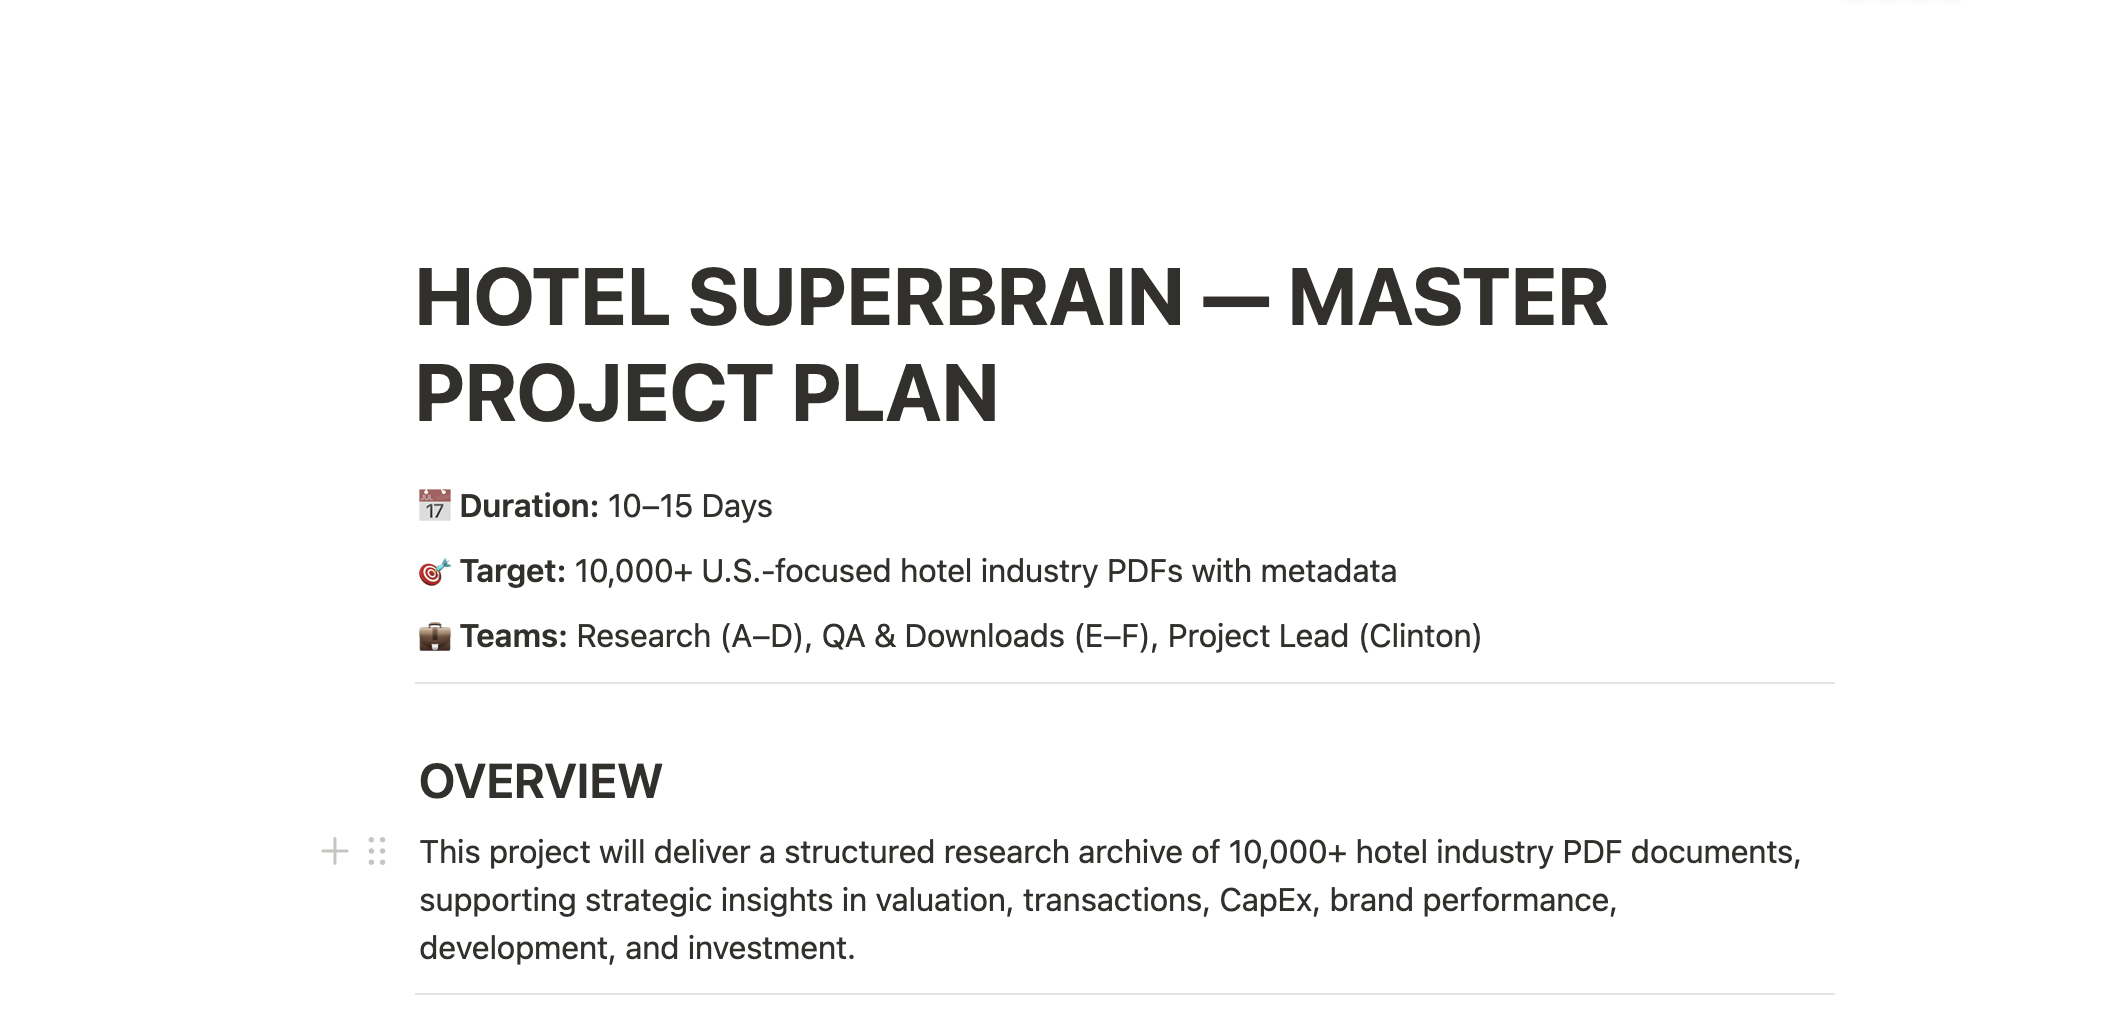 HOTEL SUPERBRAIN — MASTER
PROJECT PLAN
Duration: 10–15 Days
Target: 10,000+ U.S.-focused hotel industry PDFs with metadata
Teams: Research (A–D), QA & Downloads (E–F), Project Lead (Clinton)
OVERVIEW
This project will deliver a structured research archive of 10,000+ hotel industry PDF documents,
supporting strategic insights in valuation, transactions, CapEx, brand performance,
development, and investment.